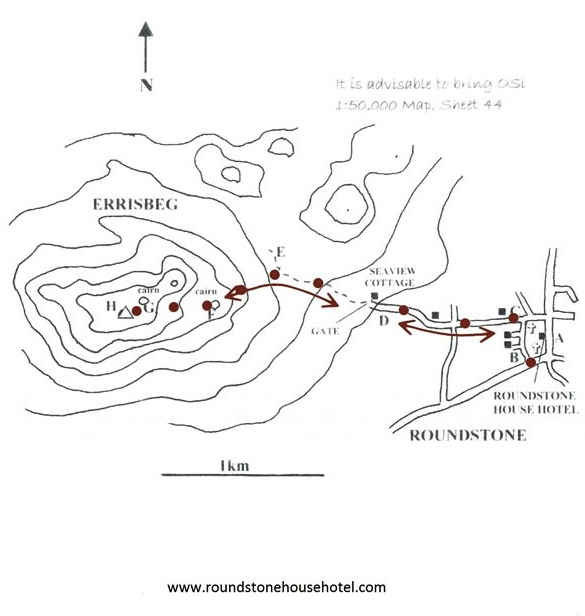 N
It is advisable to bring OSi
1:50,000 Map, Sheet 44
ERRISBEG
E
SEAVIEW
COTTAGE
cairn
cairn
H
G
F
D
GATE
C
A
B
ROUNDSTONE
HOUSE HOTEL
ROUNDSTONE
1km
www.roundstonehousehotel.com